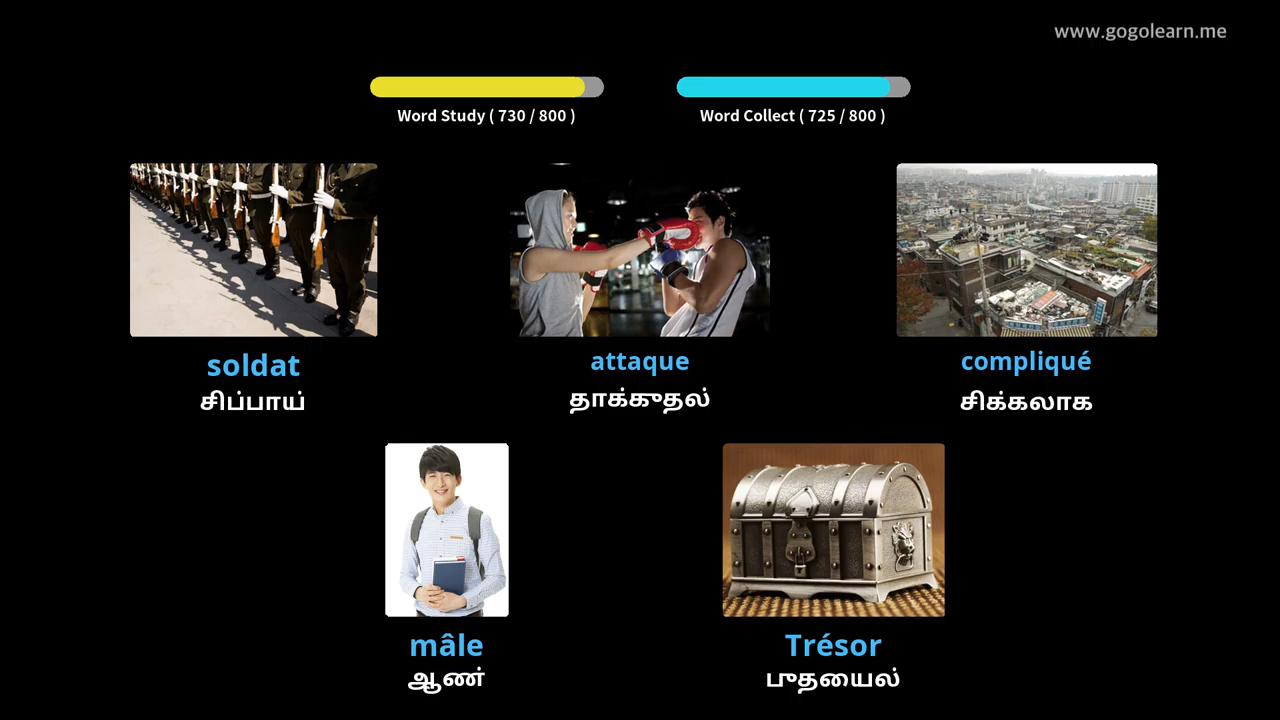 www.gogolearn.me
Word Study ( 730 / 800 )
Word Collect ( 725 / 800 )
soldat
சிப்பாய்
attaque
தாக்குதல்
compliqué
சிக்கலாக
mâle
ஆண்
Trésor
புதையைல்